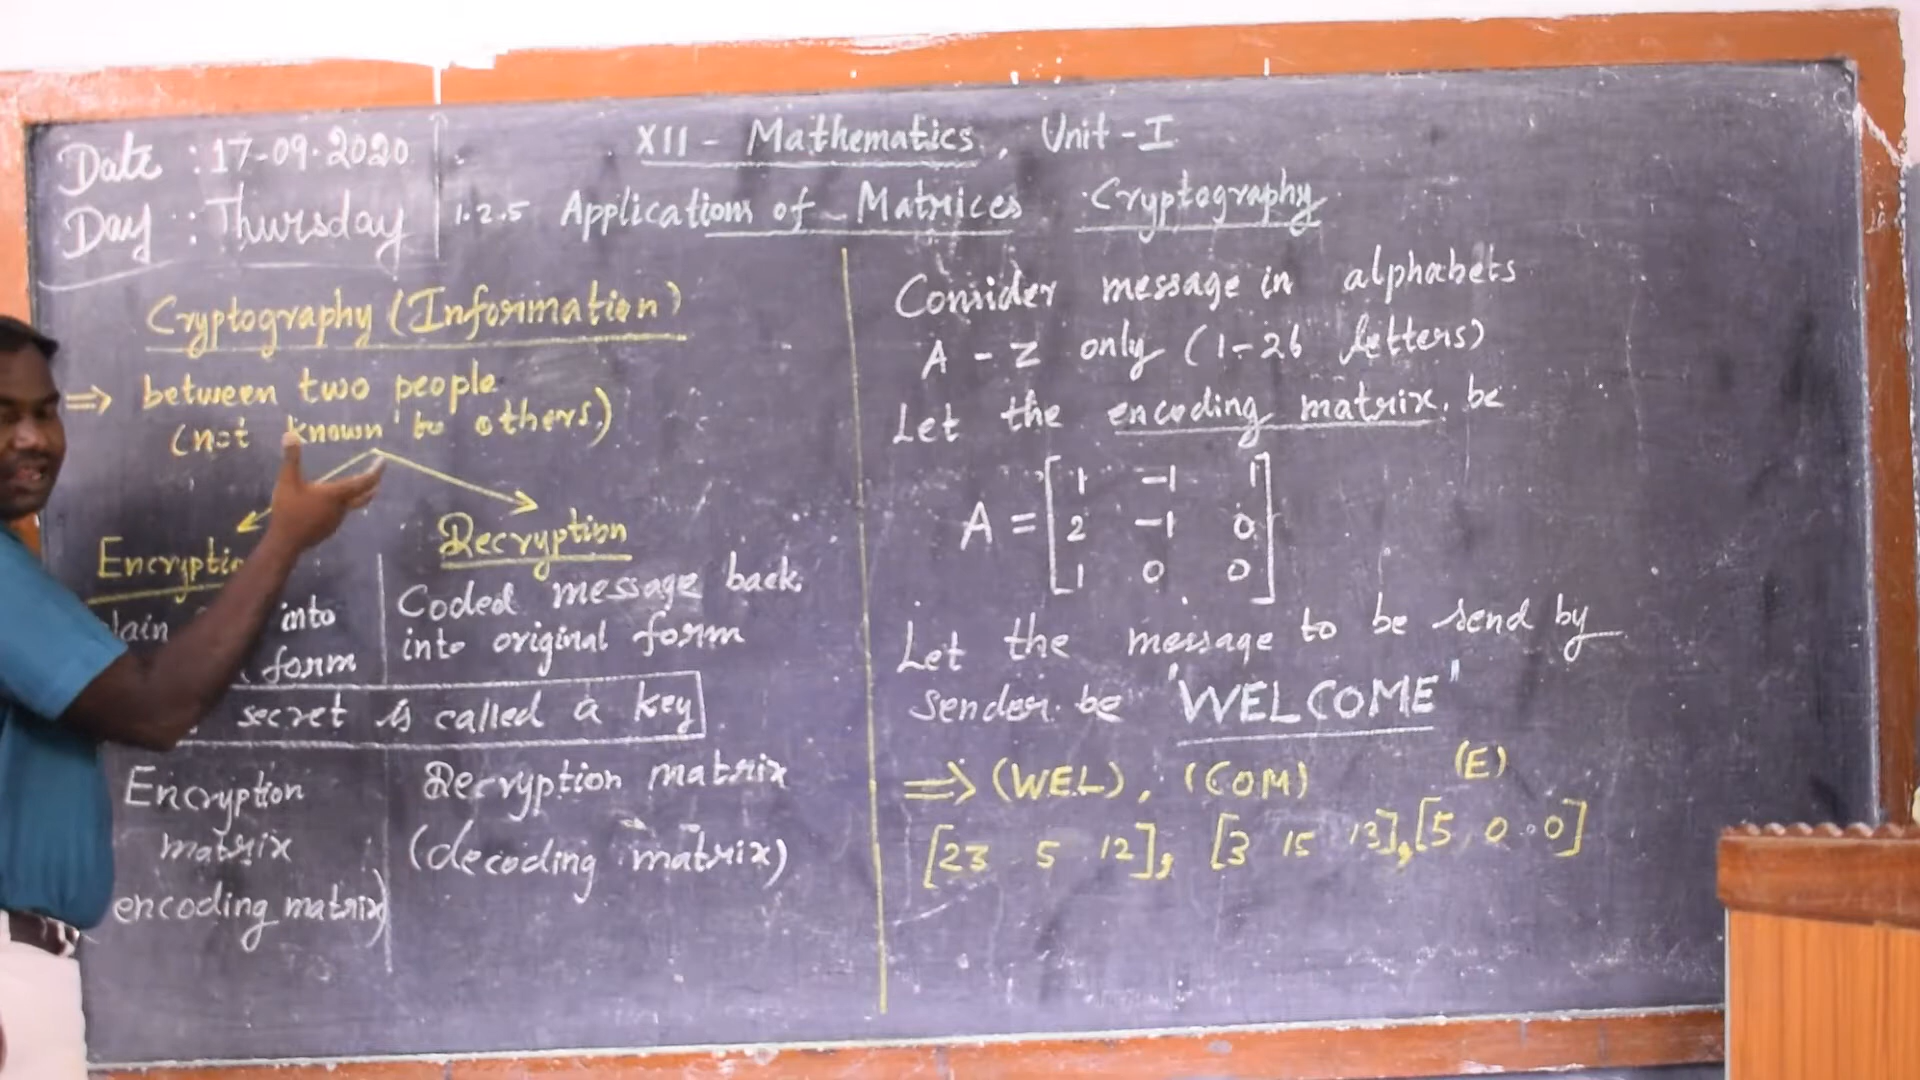 Date : 17-09-2020
Day : Thursday
XII - Mathematics, Unit - I
1.2.5 Applications of Matrices Cryptography
Cryptography (Information)
⇒ between two people
(not known to others)
Encryptio
Decryption
lain into
form
Coded message back
into original form
secret is called a key
Encryption
matrix
encoding matrix)
Decryption matrix
(decoding matrix)
Consider message in alphabets
A - Z only (1-26 letters)
Let the encoding matrix be
A = [1 -1 1
2 -1 0
1 0 0]
Let the message to be send by
sender be "WELCOME"
⇒ (WEL), (COM) (E)
[23 5 12], [3 15 13], [5 0 0]